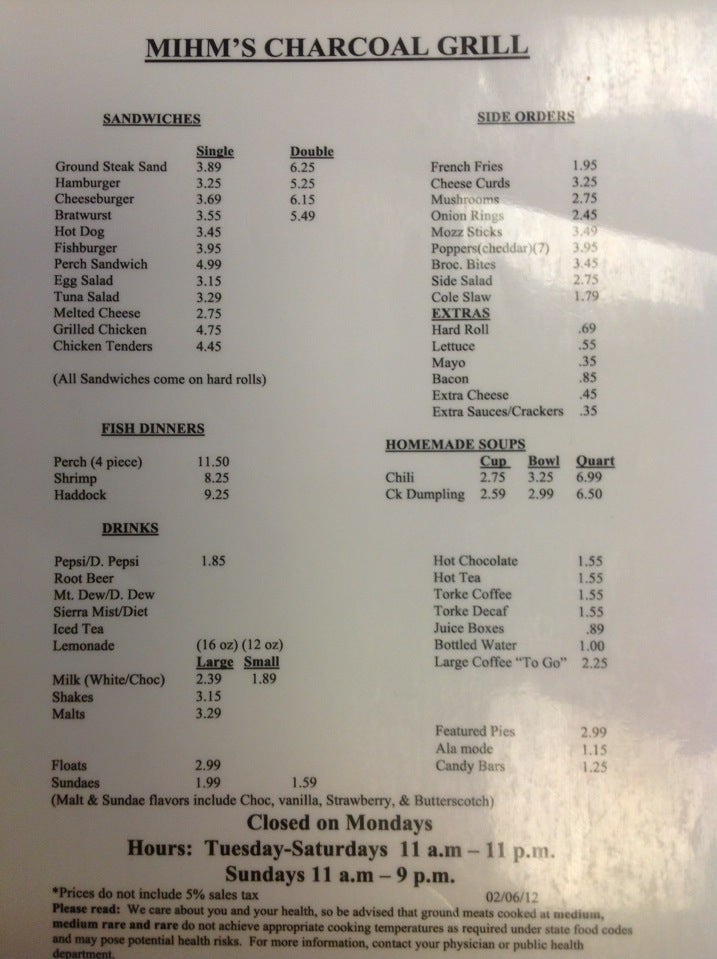 MIHM'S CHARCOAL GRILL
SANDWICHES
Single Double
Ground Steak Sand 3.89 6.25
Hamburger 3.25 5.25
Cheeseburger 3.69 6.15
Bratwurst 3.55 5.49
Hot Dog 3.45
Fishburger 3.95
Perch Sandwich 4.99
Egg Salad 3.15
Tuna Salad 3.29
Melted Cheese 2.75
Grilled Chicken 4.75
Chicken Tenders 4.45
(All Sandwiches come on hard rolls)
SIDE ORDERS
French Fries 1.95
Cheese Curds 3.25
Mushrooms 2.75
Onion Rings 2.45
Mozz Sticks 3.49
Poppers(cheddar)(7) 3.95
Broc. Bites 3.45
Side Salad 2.75
Cole Slaw 1.79
EXTRAS
Hard Roll .69
Lettuce .55
Mayo .35
Bacon .85
Extra Cheese .45
Extra Sauces/Crackers .35
FISH DINNERS
Perch (4 piece) 11.50
Shrimp 8.25
Haddock 9.25
HOMEMADE SOUPS
Cup Bowl Quart
Chili 2.75 3.25 6.99
Ck Dumpling 2.59 2.99 6.50
DRINKS
Pepsi/D. Pepsi 1.85
Root Beer
Mt. Dew/D. Dew
Sierra Mist/Diet
Iced Tea
Lemonade (16 oz) (12 oz)
Large Small
Milk (White/Choc) 2.39 1.89
Shakes 3.15
Malts 3.29
Floats 2.99
Sundaes 1.99 1.59
Hot Chocolate 1.55
Hot Tea 1.55
Torke Coffee 1.55
Torke Decaf 1.55
Juice Boxes .89
Bottled Water 1.00
Large Coffee "To Go" 2.25
Featured Pies 2.99
Ala mode 1.15
Candy Bars 1.25
(Malt & Sundae flavors include Choc, vanilla, Strawberry, & Butterscotch)
Closed on Mondays
Hours: Tuesday-Saturdays 11 a.m – 11 p.m.
Sundays 11 a.m – 9 p.m.
*Prices do not include 5% sales tax 02/06/12
Please read: We care about you and your health, so be advised that ground meats cooked at medium,
medium rare and rare do not achieve appropriate cooking temperatures as required under state food codes
and may pose potential health risks. For more information, contact your physician or public health
department.